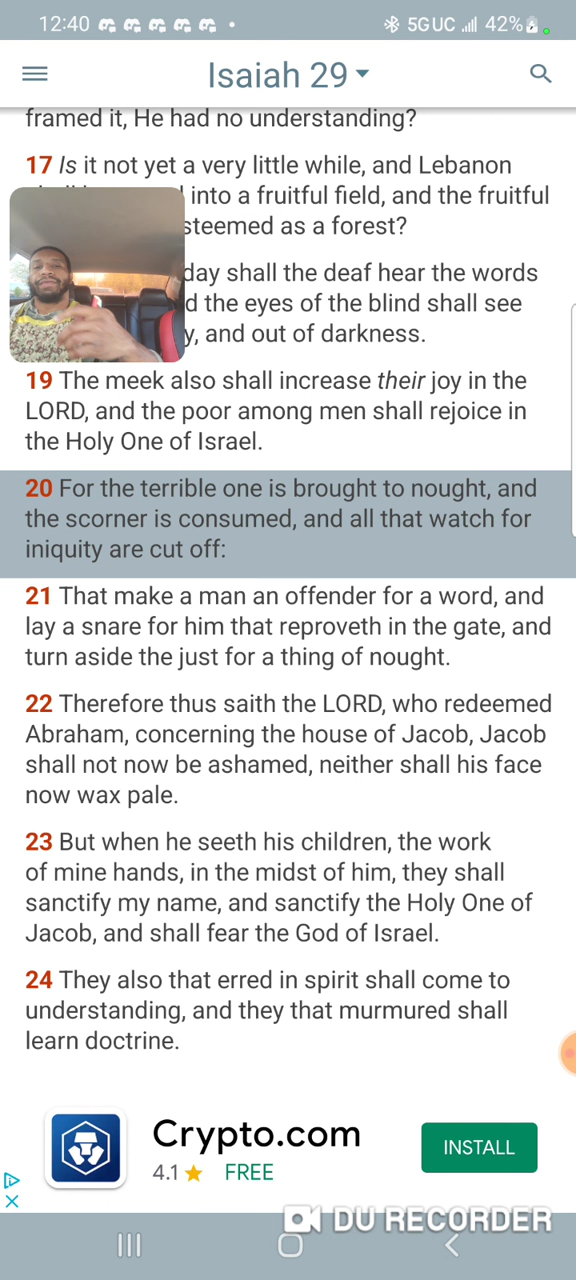 12:40 5G UC 42%
Isaiah 29
framed it, He had no understanding?
17 Is it not yet a very little while, and Lebanon
into a fruitful field, and the fruitful
steemed as a forest?
day shall the deaf hear the words
d the eyes of the blind shall see
y, and out of darkness.
19 The meek also shall increase their joy in the
LORD, and the poor among men shall rejoice in
the Holy One of Israel.
20 For the terrible one is brought to nought, and
the scorner is consumed, and all that watch for
iniquity are cut off:
21 That make a man an offender for a word, and
lay a snare for him that reproveth in the gate, and
turn aside the just for a thing of nought.
22 Therefore thus saith the LORD, who redeemed
Abraham, concerning the house of Jacob, Jacob
shall not now be ashamed, neither shall his face
now wax pale.
23 But when he seeth his children, the work
of mine hands, in the midst of him, they shall
sanctify my name, and sanctify the Holy One of
Jacob, and shall fear the God of Israel.
24 They also that erred in spirit shall come to
understanding, and they that murmured shall
learn doctrine.
Crypto.com
4.1 FREE
INSTALL
DU RECORDER